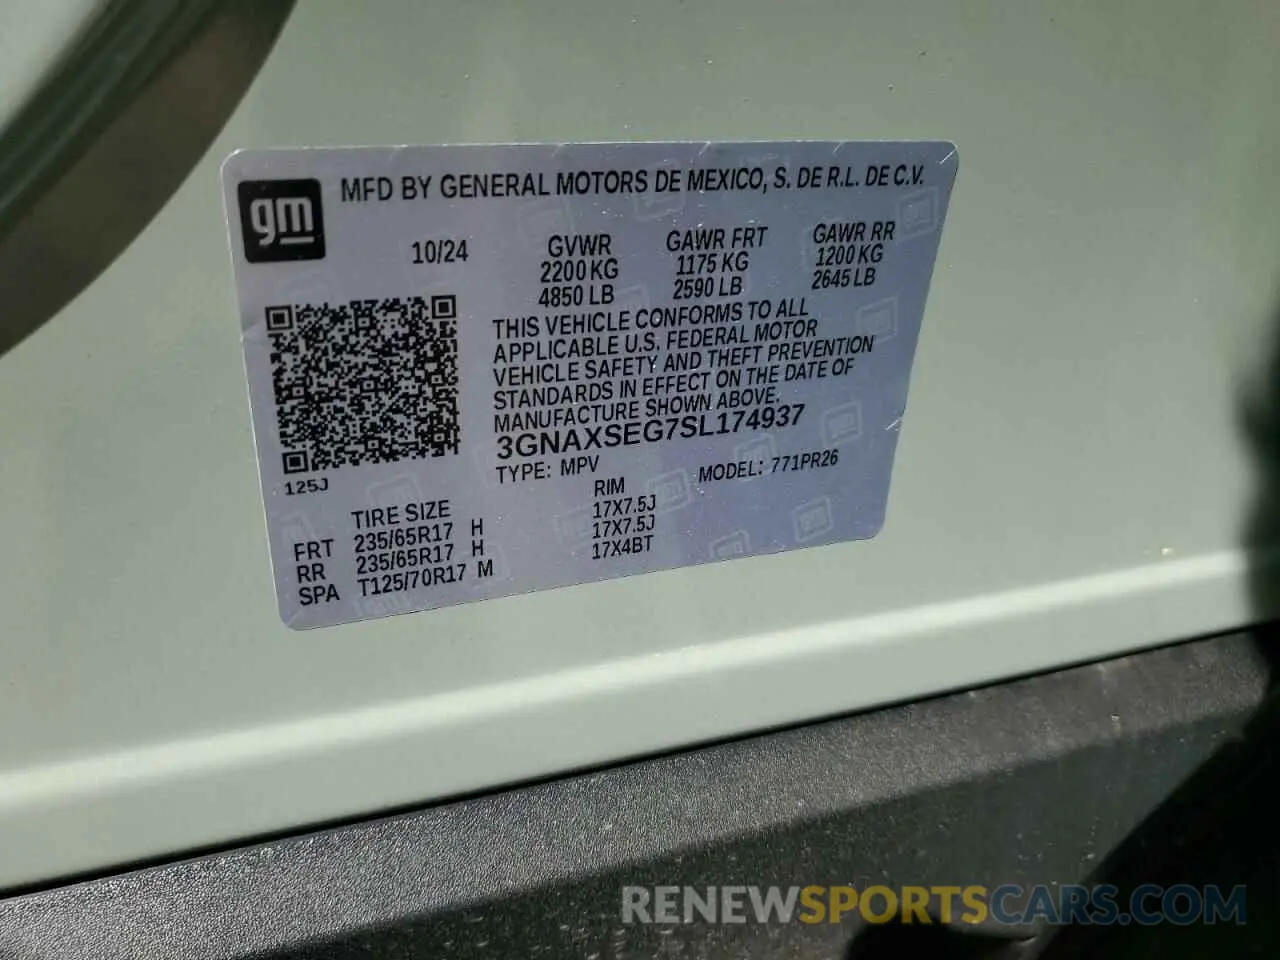 MFD BY GENERAL MOTORS DE MEXICO, S. DE R.L. DE C.V.
gm
10/24 GVWR GAWR FRT GAWR RR
2200 KG 1175 KG 1200 KG
4850 LB 2590 LB 2645 LB
THIS VEHICLE CONFORMS TO ALL
APPLICABLE U.S. FEDERAL MOTOR
VEHICLE SAFETY AND THEFT PREVENTION
STANDARDS IN EFFECT ON THE DATE OF
MANUFACTURE SHOWN ABOVE.
3GNAXSEG7SL174937
TYPE: MPV MODEL: 771PR26
125J
TIRE SIZE RIM
FRT 235/65R17 H 17X7.5J
RR 235/65R17 H 17X7.5J
SPA T125/70R17 M 17X4BT
RENEWSPORTSCARS.COM